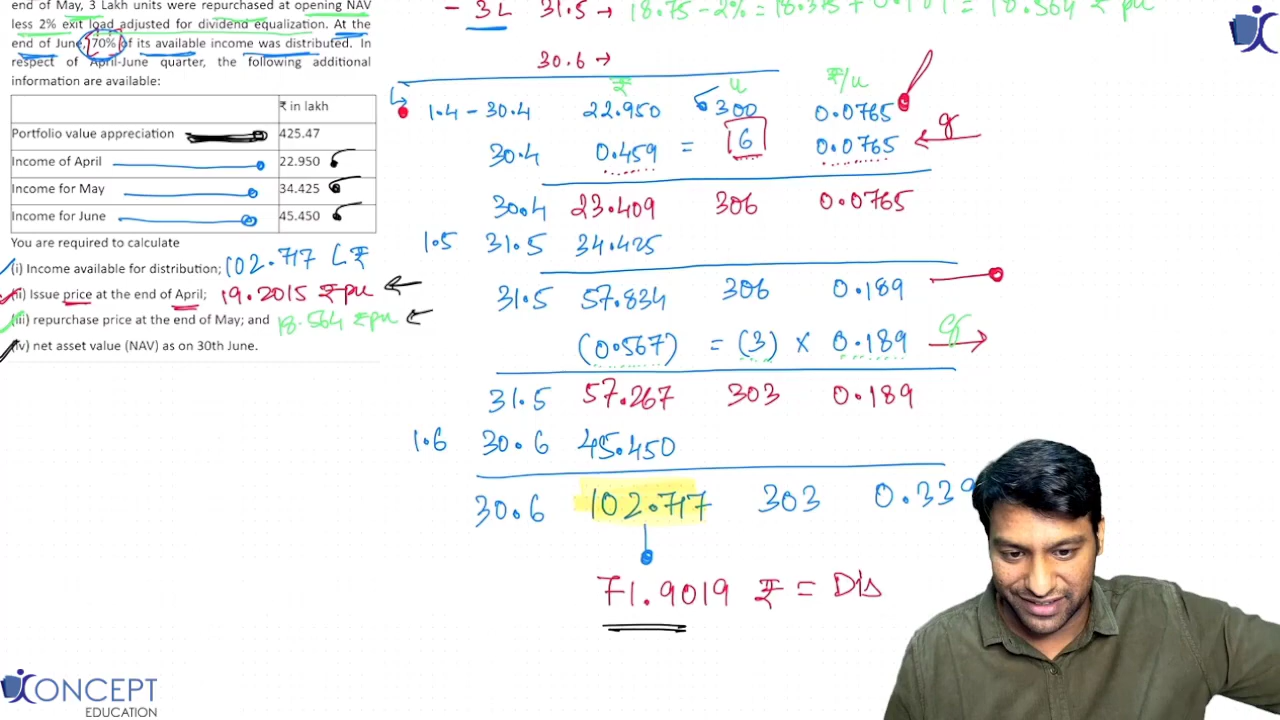 end of May, 3 Lakh units were repurchased at opening NAV
less 2% exit load adjusted for dividend equalization. At the
end of June, 70% of its available income was distributed. In
respect of April-June quarter, the following additional
information are available:
₹ in lakh
Portfolio value appreciation 425.47
Income of April 22.950
Income for May 34.425
Income for June 45.450
You are required to calculate
(i) Income available for distribution; 102.717 L ₹
(ii) Issue price at the end of April; 19.2015 ₹ pu
(iii) repurchase price at the end of May; and 18.564 ₹ pu
(iv) net asset value (NAV) as on 30th June.
- 3L 31.5 → 18.75 - 2% = 18.375 + 0.189 = 18.564 ₹ pu
30.6 →
₹ u ₹/u
1.4 - 30.4 22.950 300 0.0765
30.4 0.459 = 6 0.0765
30.4 23.409 306 0.0765
1.5 31.5 34.425
31.5 57.834 306 0.189
(0.567) = (3) × 0.189
31.5 57.267 303 0.189
1.6 30.6 45.450
30.6 102.717 303 0.339
71.9019 ₹ = Dis
CONCEPT
EDUCATION